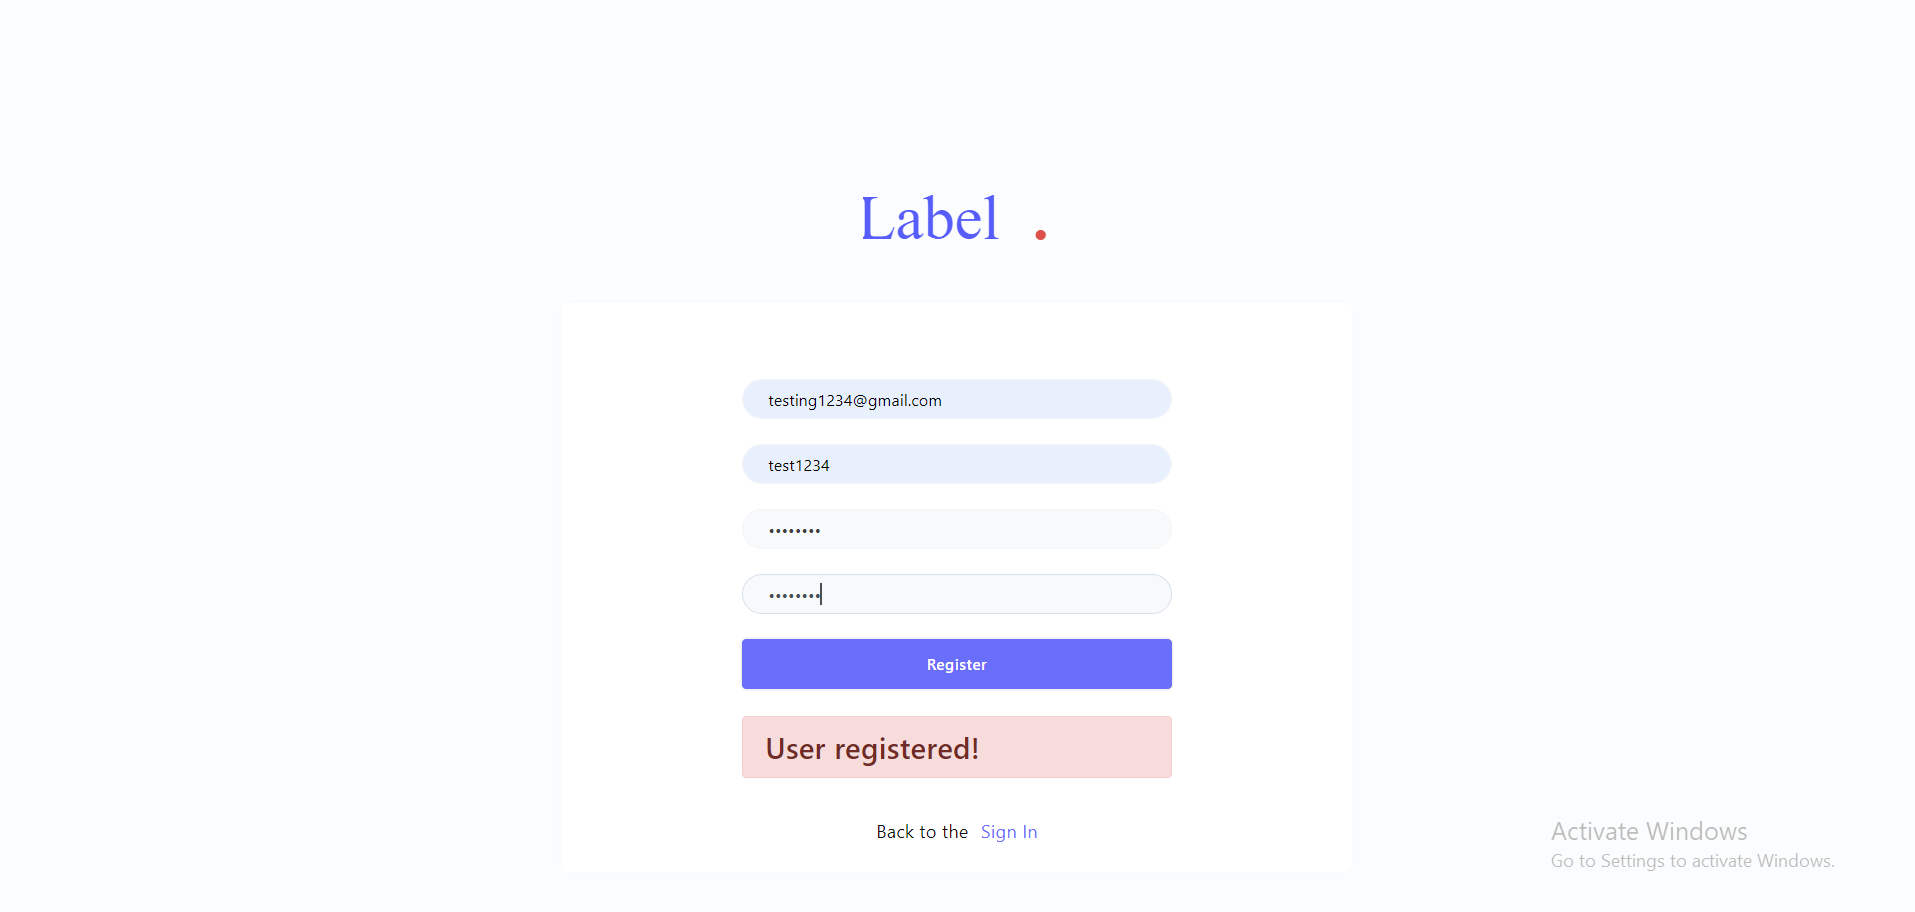 Label .
testing1234@gmail.com
test1234
••••••••
••••••••
Register
User registered!
Back to the Sign In
Activate Windows
Go to Settings to activate Windows.